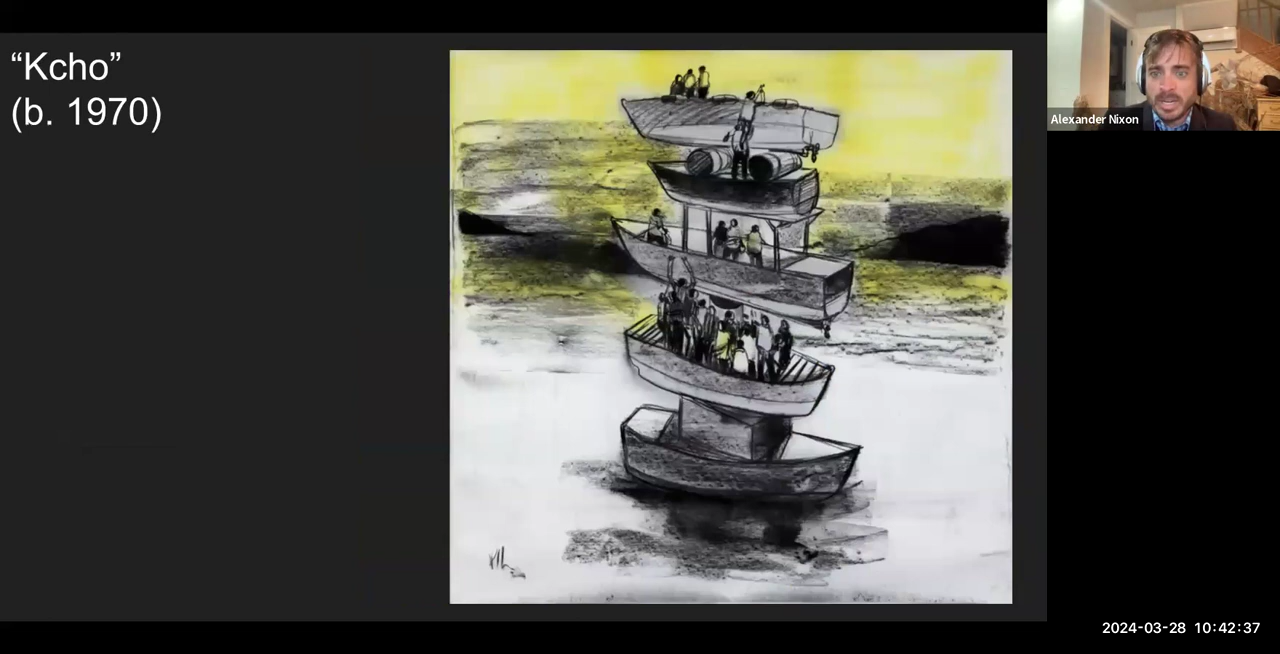 “Kcho”
(b. 1970)
Alexander Nixon
2024-03-28 10:42:37